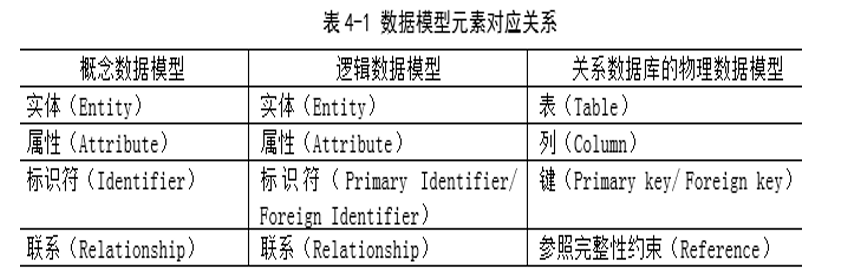 表 4-1 数据模型元素对应关系
概念数据模型 逻辑数据模型 关系数据库的物理数据模型
实体（Entity） 实体（Entity） 表（Table）
属性（Attribute） 属性（Attribute） 列（Column）
标识符（Identifier） 标识符（Primary Identifier/ 键（Primary key/Foreign key）
Foreign Identifier）
联系（Relationship） 联系（Relationship） 参照完整性约束（Reference）